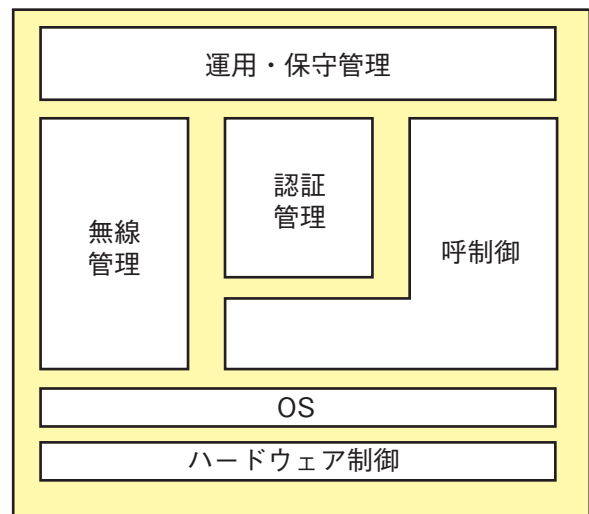 運用・保守管理
無線
管理
認証
管理
呼制御
OS
ハードウェア制御